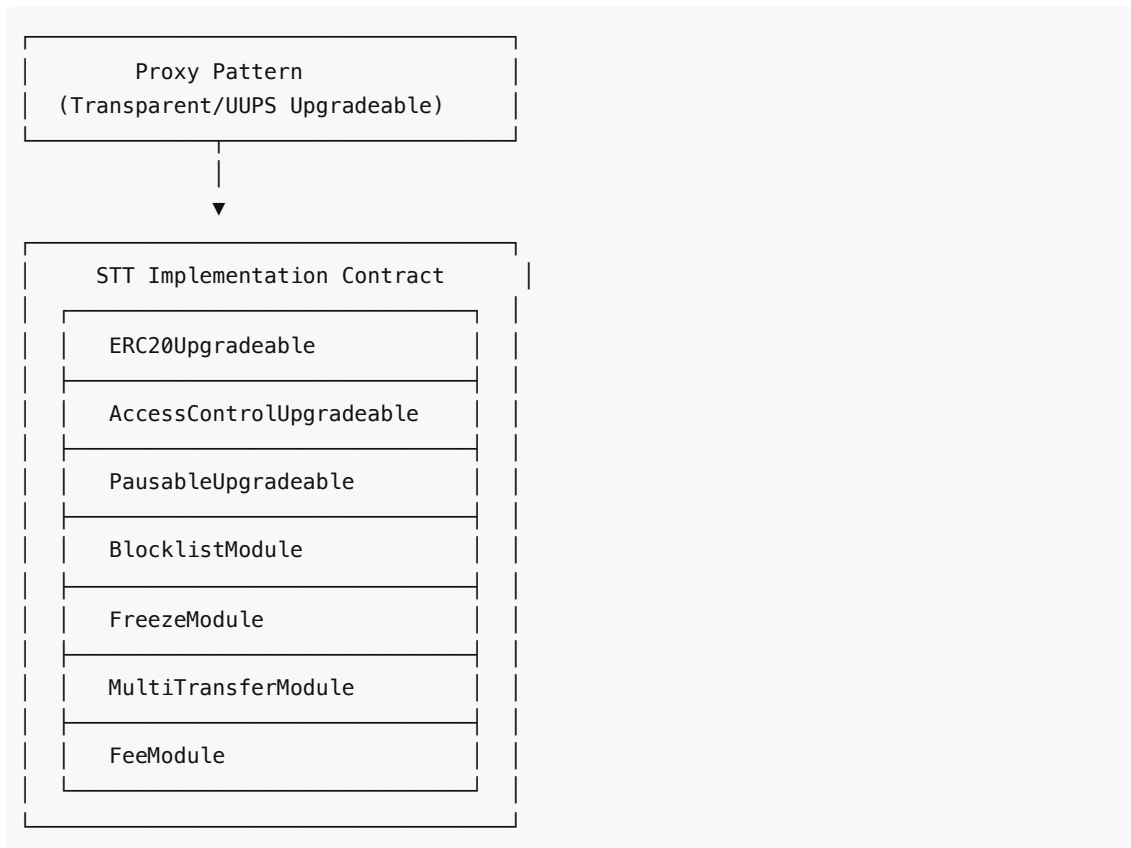 Proxy Pattern
(Transparent/UUPS Upgradeable)
STT Implementation Contract
ERC20Upgradeable
AccessControlUpgradeable
PausableUpgradeable
BlocklistModule
FreezeModule
MultiTransferModule
FeeModule